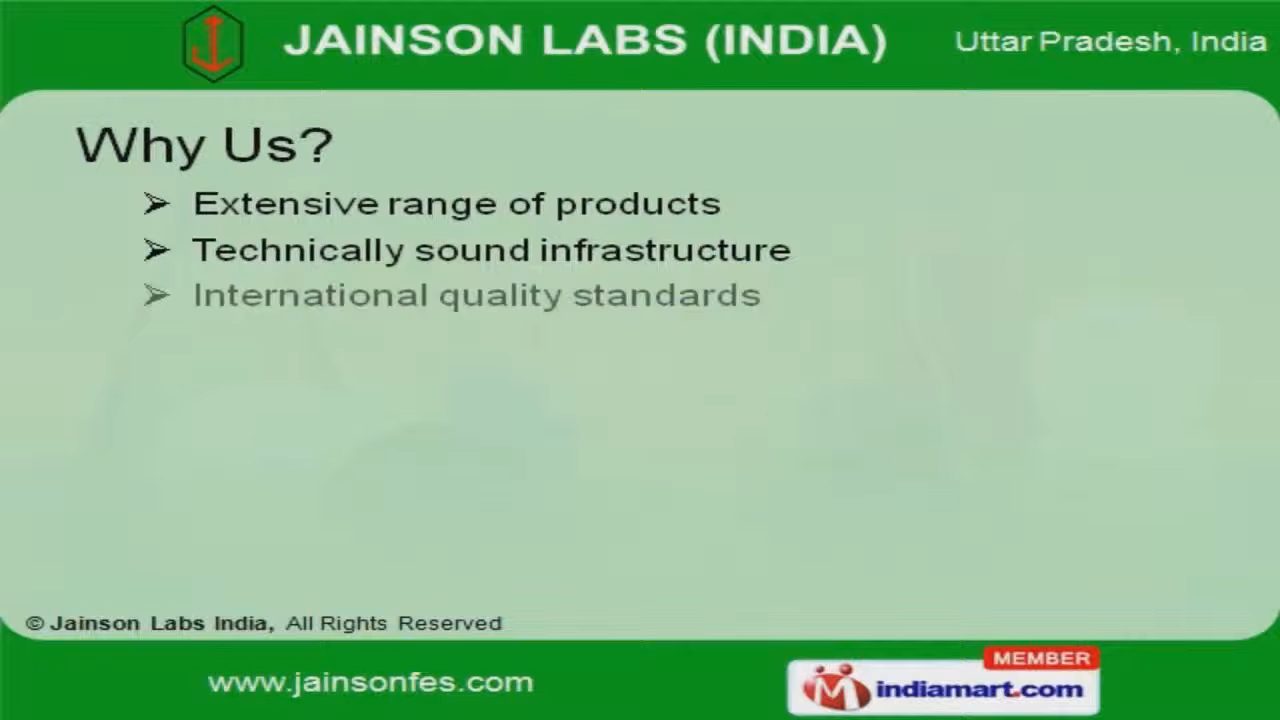 JAINSON LABS (INDIA)
Uttar Pradesh, India
Why Us?
➢ Extensive range of products
➢ Technically sound infrastructure
➢ International quality standards
© Jainson Labs India, All Rights Reserved
www.jainsonfes.com
MEMBER
indiamart.com